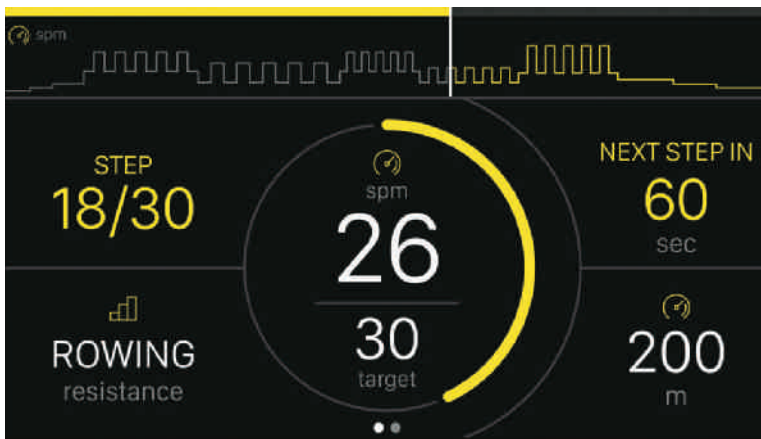 spm
STEP
18/30
spm
26
30
target
NEXT STEP IN
60
sec
ROWING
resistance
200
m